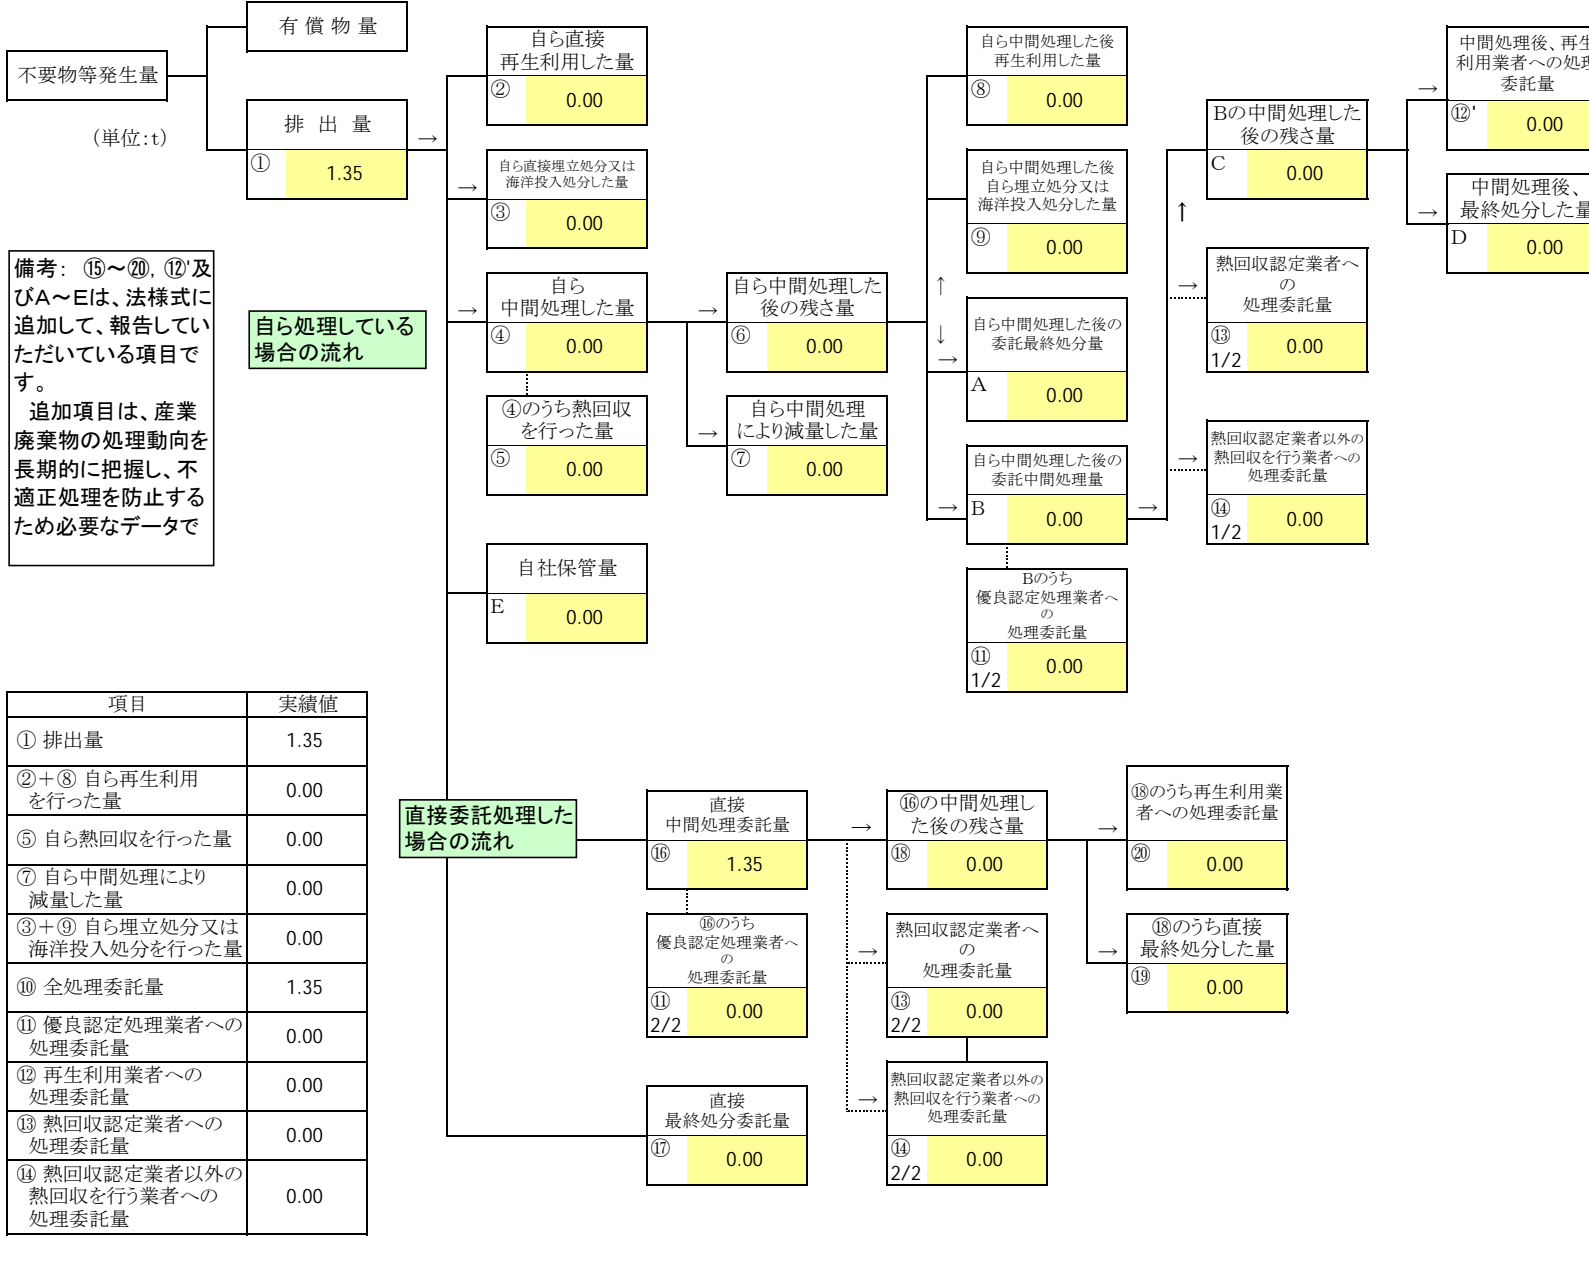 不要物等発生量
(単位:t)
有償物量
排出量
①
1.35
→
自ら直接
再生利用した量
②
0.00
→
自ら直接埋立処分又は
海洋投入処分した量
③
0.00
→
自ら
中間処理した量
④
0.00
④のうち熱回収
を行った量
⑤
0.00
自社保管量
E
0.00
→
自ら中間処理した
後の残さ量
⑥
0.00
→
自ら中間処理
により減量した量
⑦
0.00
↑
↓
→
→
自ら中間処理した後
再生利用した量
⑧
0.00
自ら中間処理した後
自ら埋立処分又は
海洋投入処分した量
⑨
0.00
自ら中間処理した後の
委託最終処分量
A
0.00
自ら中間処理した後の
委託中間処理量
B
0.00
Bのうち
優良認定処理業者へ
の
処理委託量
⑪
1/2
0.00
→
↑
Bの中間処理した
後の残さ量
C
0.00
→
熱回収認定業者へ
の
処理委託量
⑬
1/2
0.00
→
熱回収認定業者以外の
熱回収を行う業者への
処理委託量
⑭
1/2
0.00
→
中間処理後、再生
利用業者への処理
委託量
⑫'
0.00
→
中間処理後、
最終処分した量
D
0.00
備考: ⑮~⑳, ⑫'及
びA~Eは、法様式に
追加して、報告してい
ただいている項目で
す。
追加項目は、産業
廃棄物の処理動向を
長期的に把握し、不
適正処理を防止する
ため必要なデータで
自ら処理している
場合の流れ
項目 実績値
① 排出量 1.35
②+⑧ 自ら再生利用
を行った量 0.00
⑤ 自ら熱回収を行った量 0.00
⑦ 自ら中間処理により
減量した量 0.00
③+⑨ 自ら埋立処分又は
海洋投入処分を行った量 0.00
⑩ 全処理委託量 1.35
⑪ 優良認定処理業者への
処理委託量 0.00
⑫ 再生利用業者への
処理委託量 0.00
⑬ 熱回収認定業者への
処理委託量 0.00
⑭ 熱回収認定業者以外の
熱回収を行う業者への
処理委託量 0.00
直接委託処理した
場合の流れ
直接
中間処理委託量
⑯
1.35
⑯のうち
優良認定処理業者へ
の
処理委託量
⑪
2/2
0.00
直接
最終処分委託量
⑰
0.00
→
⑯の中間処理し
た後の残さ量
⑱
0.00
→
熱回収認定業者へ
の
処理委託量
⑬
2/2
0.00
→
熱回収認定業者以外の
熱回収を行う業者への
処理委託量
⑭
2/2
0.00
→
⑱のうち再生利用業
者への処理委託量
⑳
0.00
→
⑱のうち直接
最終処分した量
⑲
0.00